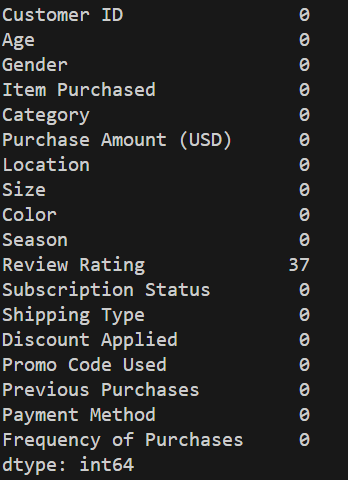 Customer ID 0
Age 0
Gender 0
Item Purchased 0
Category 0
Purchase Amount (USD) 0
Location 0
Size 0
Color 0
Season 0
Review Rating 37
Subscription Status 0
Shipping Type 0
Discount Applied 0
Promo Code Used 0
Previous Purchases 0
Payment Method 0
Frequency of Purchases 0
dtype: int64